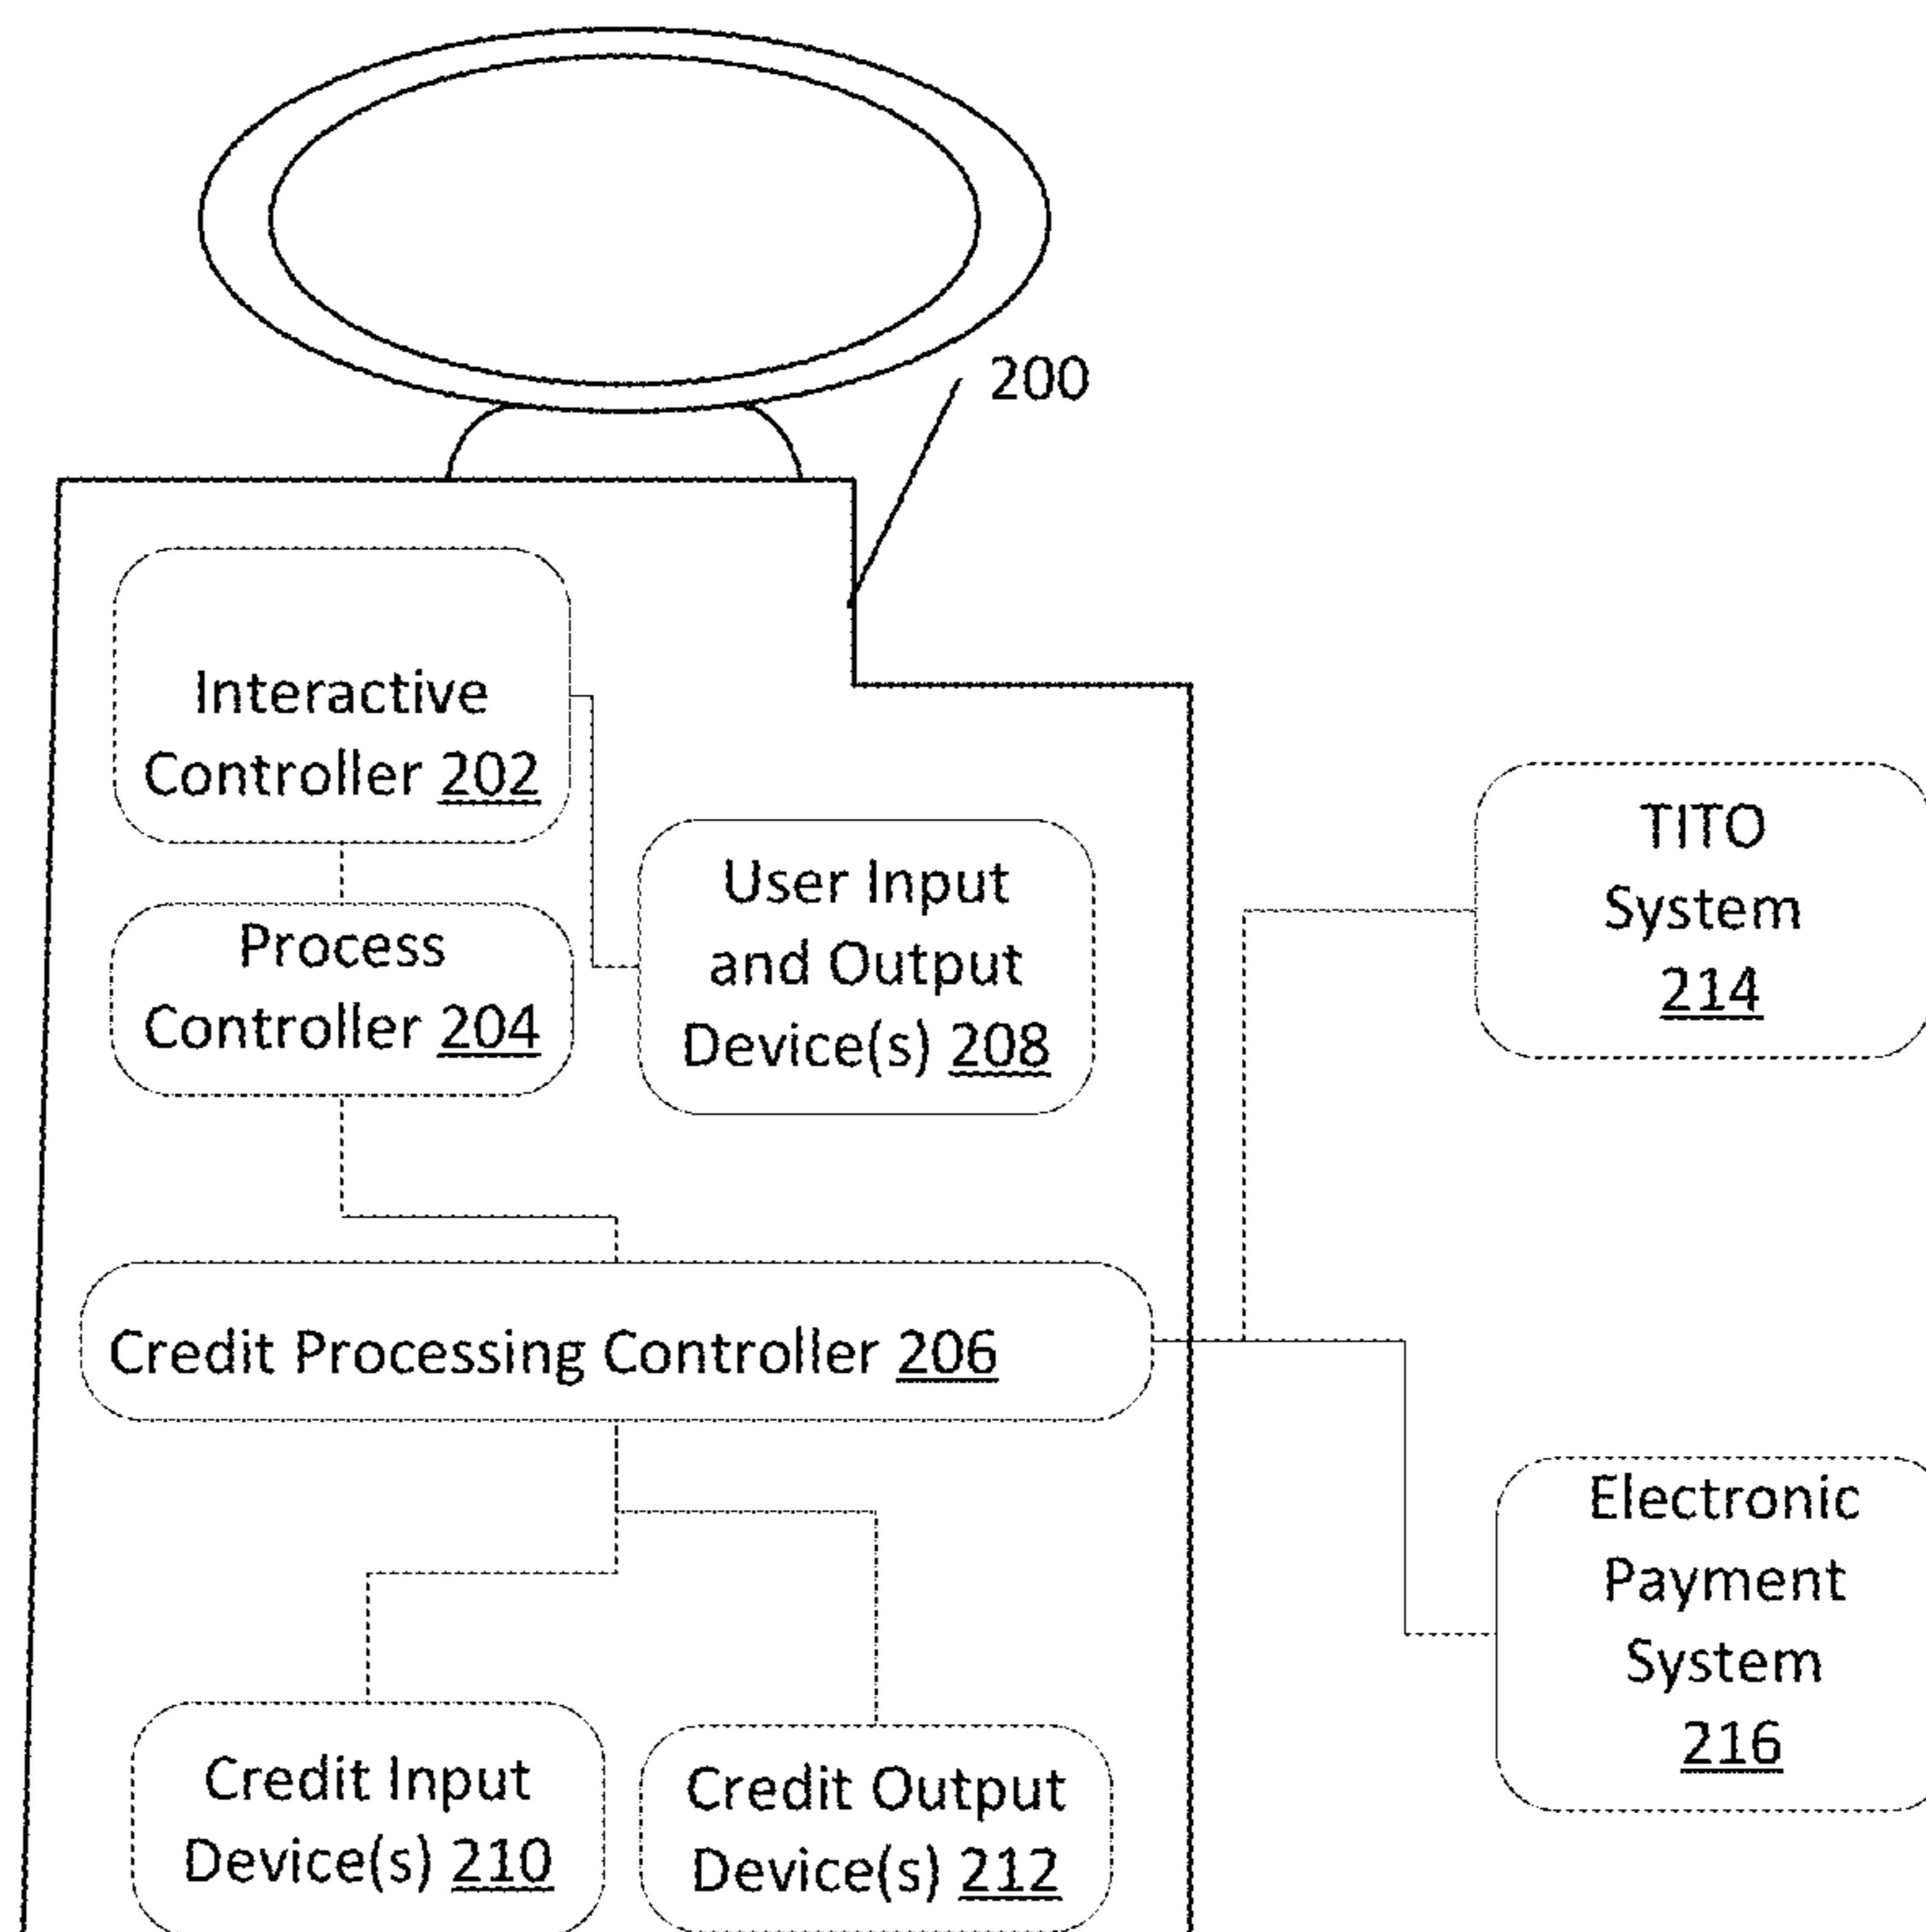 200
Interactive
Controller 202
Process
Controller 204
User Input
and Output
Device(s) 208
TITO
System
214
Credit Processing Controller 206
Electronic
Payment
System
216
Credit Input
Device(s) 210
Credit Output
Device(s) 212